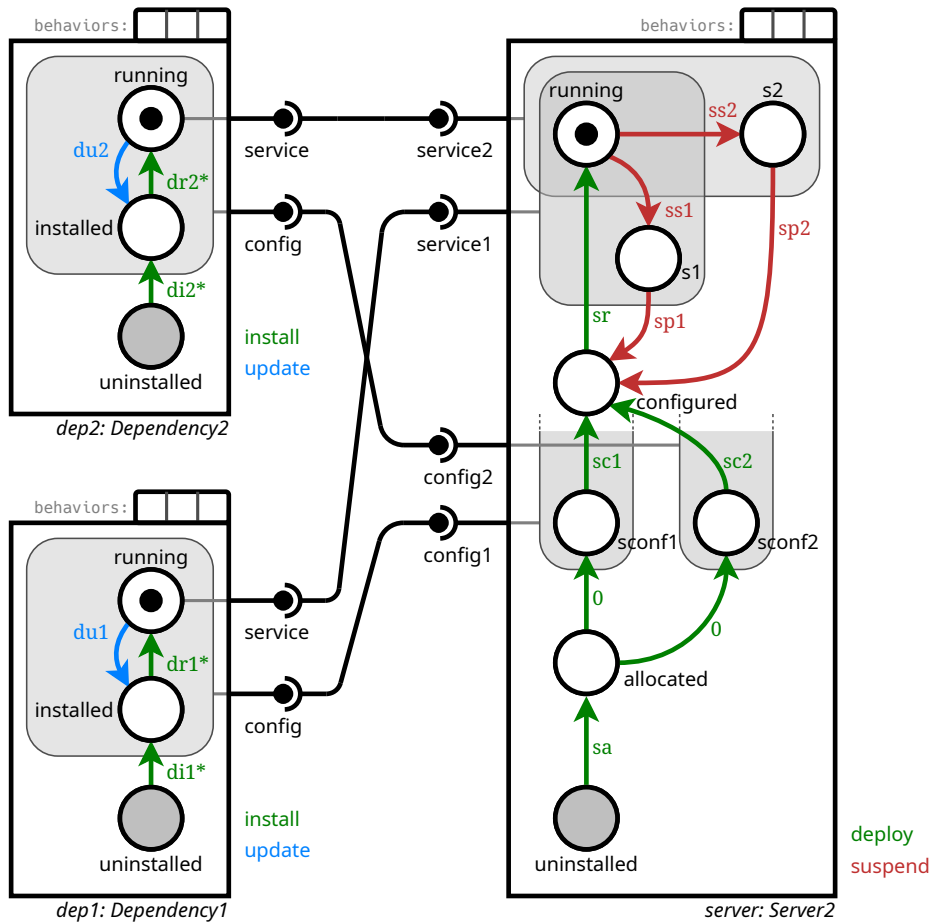 behaviors:
running
du2
dr2*
installed
di2*
uninstalled
install
update
dep2: Dependency2
service
config
service2
service1
config2
config1
behaviors:
running
du1
dr1*
installed
di1*
uninstalled
install
update
dep1: Dependency1
service
config
behaviors:
running
ss2
s2
ss1
sp2
s1
sr
sp1
configured
sc1
sc2
sconf1
sconf2
0
0
allocated
sa
uninstalled
deploy
suspend
server: Server2